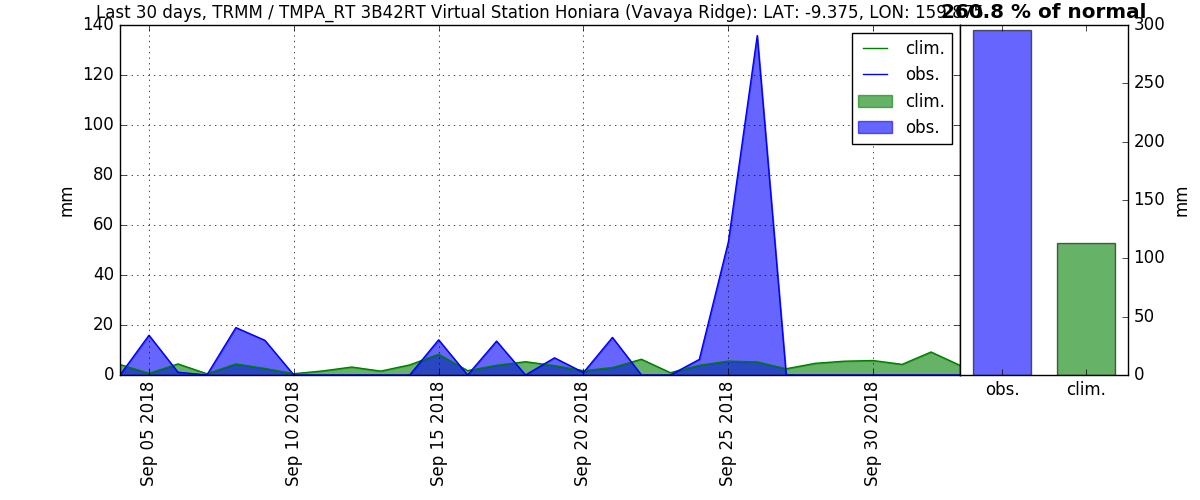 Last 30 days, TRMM / TMPA_RT 3B42RT Virtual Station Honiara (Vavaya Ridge): LAT: -9.375, LON: 159.875
260.8 % of normal
140
120
100
80
60
40
20
0
mm
clim.
obs.
clim.
obs.
300
250
200
150
100
50
0
mm
obs.
clim.
Sep 05 2018
Sep 10 2018
Sep 15 2018
Sep 20 2018
Sep 25 2018
Sep 30 2018